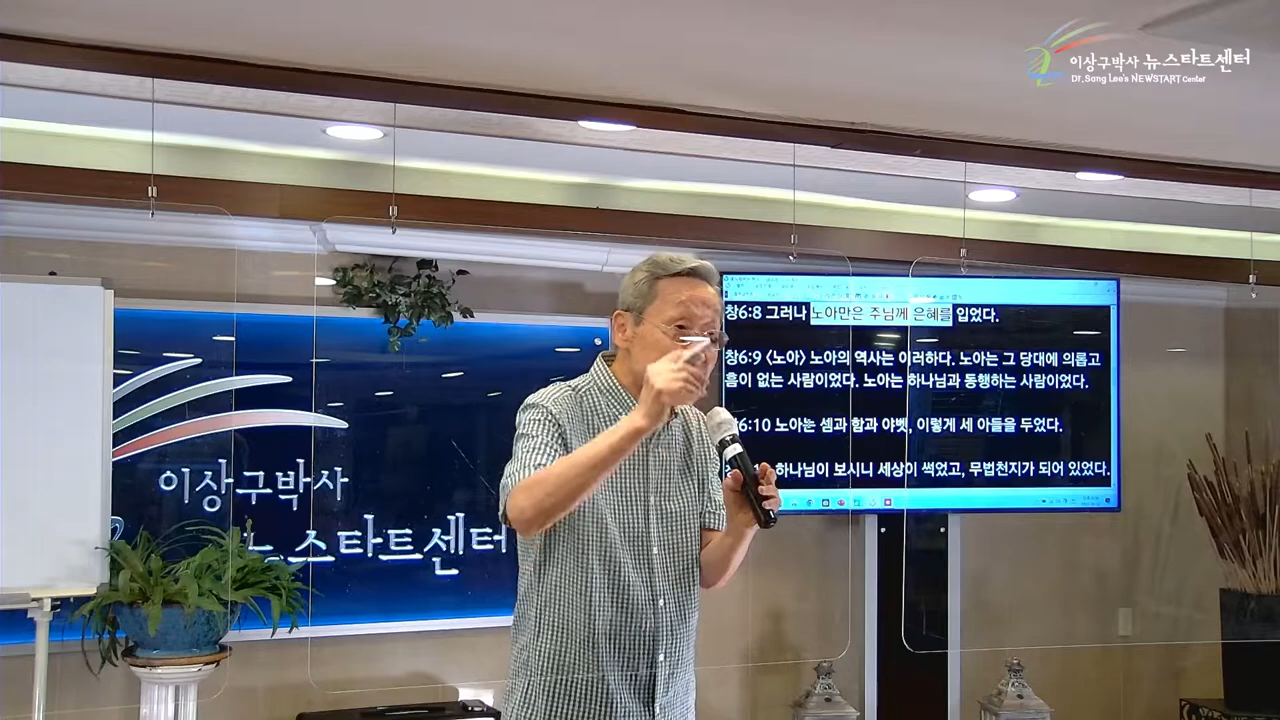 이상구박사 뉴스타트센터
Dr. Sang Lee's NEWSTART Center
창6:8 그러나 노아만은 주님께 은혜를 입었다.
창6:9 〈노아〉 노아의 역사는 이러하다. 노아는 그 당대에 의롭고
흠이 없는 사람이었다. 노아는 하나님과 동행하는 사람이었다.
6:10 노아는 셈과 함과 야벳, 이렇게 세 아들을 두었다.
하나님이 보시니 세상이 썩었고, 무법천지가 되어 있었다.
이상구박사
뉴스타트센터